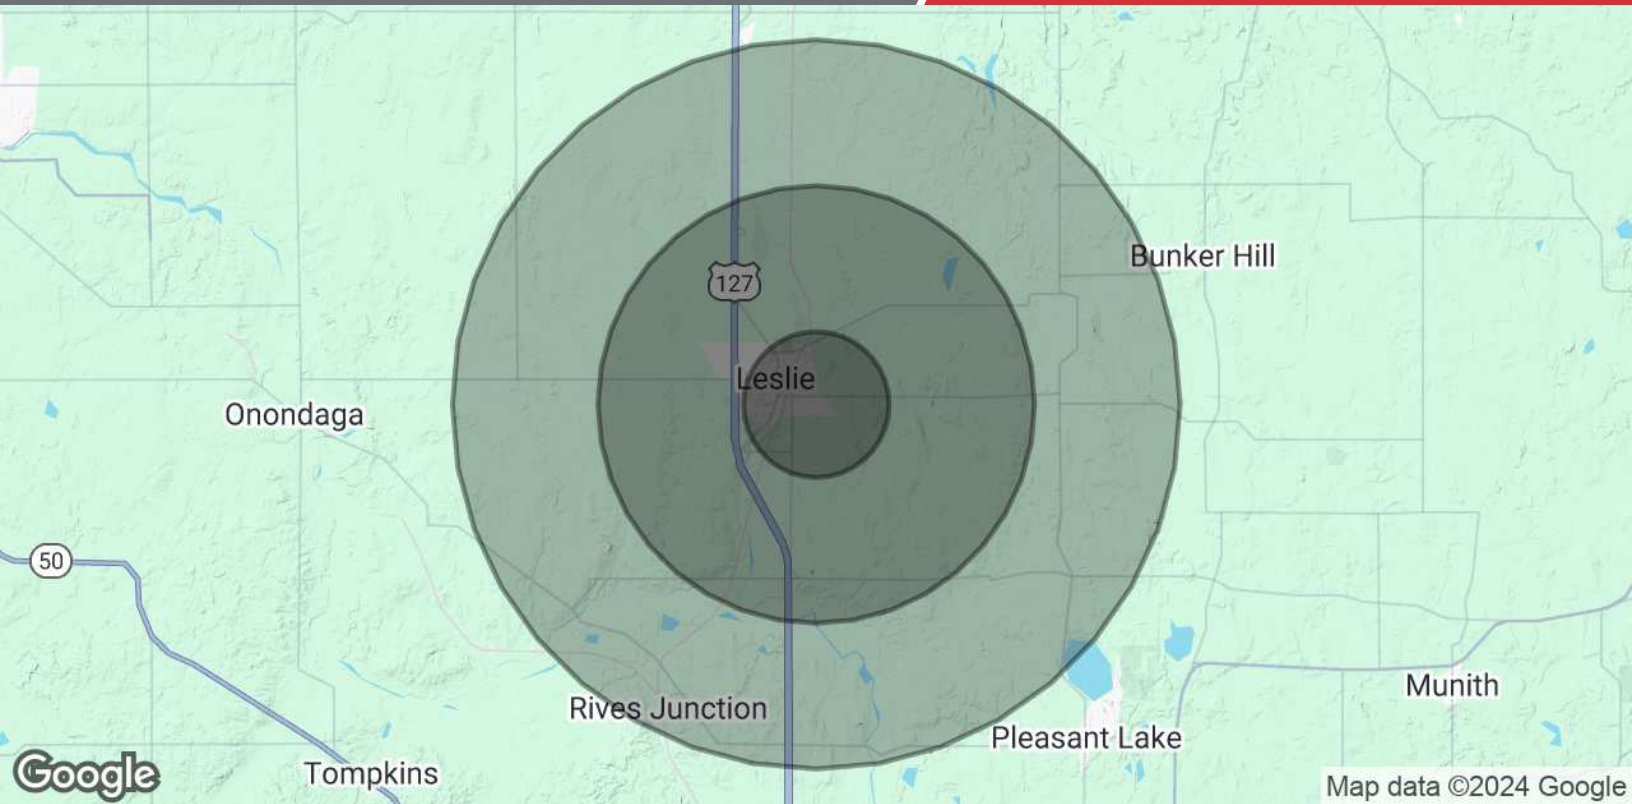 Bunker Hill
127
Leslie
Onondaga
50
Munith
Rives Junction
Pleasant Lake
Tompkins
Google
Map data ©2024 Google